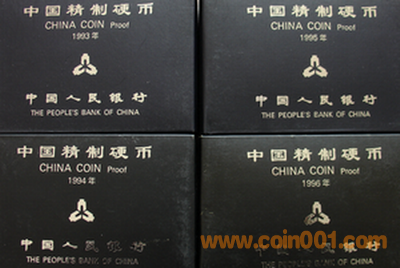 中国精制硬币
CHINA COIN Proof
1993年
中国人民银行
THE PEOPLE'S BANK OF CHINA
中国精制硬币
CHINA COIN Proof
1995年
中国人民银行
THE PEOPLE'S BANK OF CHINA
中国精制硬币
CHINA COIN Proof
1994年
中国人民银行
THE PEOPLE'S BANK OF CHINA
中国精制硬币
CHINA COIN Proof
1996年
中国人民银行
THE PEOPLE'S BANK OF CHINA
www.coin001.com